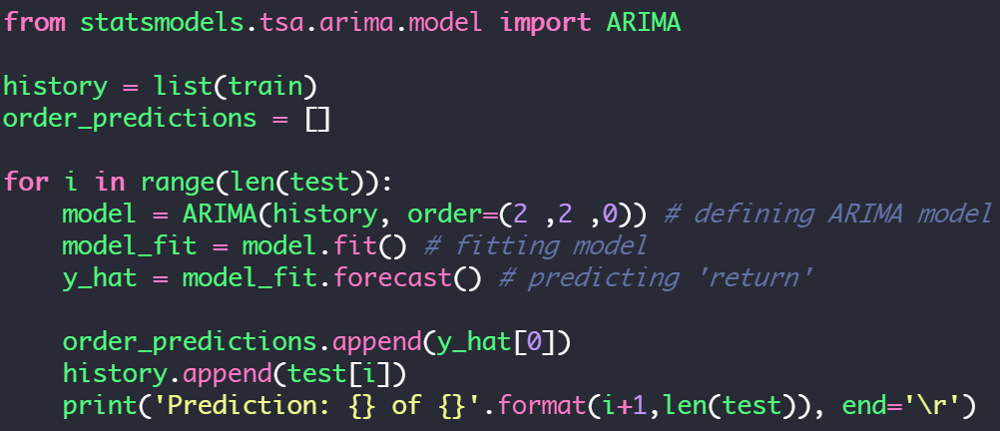 from statsmodels.tsa.arima.model import ARIMA
history = list(train)
order_predictions = []
for i in range(len(test)):
    model = ARIMA(history, order=(2 ,2 ,0)) # defining ARIMA model
    model_fit = model.fit() # fitting model
    y_hat = model_fit.forecast() # predicting 'return'
    order_predictions.append(y_hat[0])
    history.append(test[i])
    print('Prediction: {} of {}'.format(i+1,len(test)), end='\r')